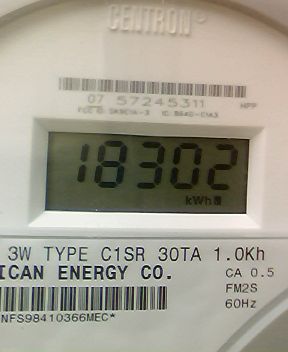 CENTRON®
07 57245311 HPP
18302
kWh
3W TYPE C1SR 30TA 1.0Kh
ICAN ENERGY CO. CA 0.5
FM2S
60Hz
NFS98410366MEC*